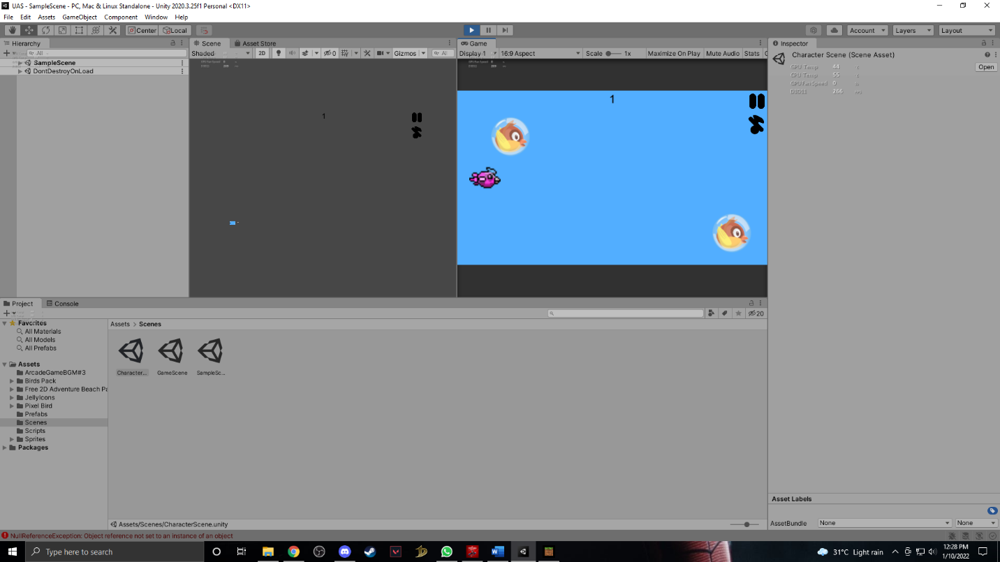 UAS - SampleScene - PC, Mac & Linux Standalone - Unity 2020.3.25f1 Personal <DX11>
File Edit Assets GameObject Component Window Help
Center Local Account Layers Layout
Hierarchy Scene Asset Store Game Inspector
All Shaded 2D 0 Gizmos All Display 1 16:9 Aspect Scale 1x Maximize On Play Mute Audio Stats
Character Scene (Scene Asset)
Open
SampleScene
DontDestroyOnLoad
GPU Temp 44
CPU Temp 55
GPU Fan Speed 0
D3D11 266
1
1
Project Console
20
Favorites
All Materials
All Models
All Prefabs
Assets > Scenes
Character... GameScene SampleSc...
Assets
ArcadeGameBGM#3
Birds Pack
Free 2D Adventure Beach Pa
JellyIcons
Pixel Bird
Prefabs
Scenes
Scripts
Sprites
Packages
Asset Labels
Assets/Scenes/CharacterScene.unity
AssetBundle None None
NullReferenceException: Object reference not set to an instance of an object
Type here to search
31°C Light rain
12:28 PM
1/10/2022